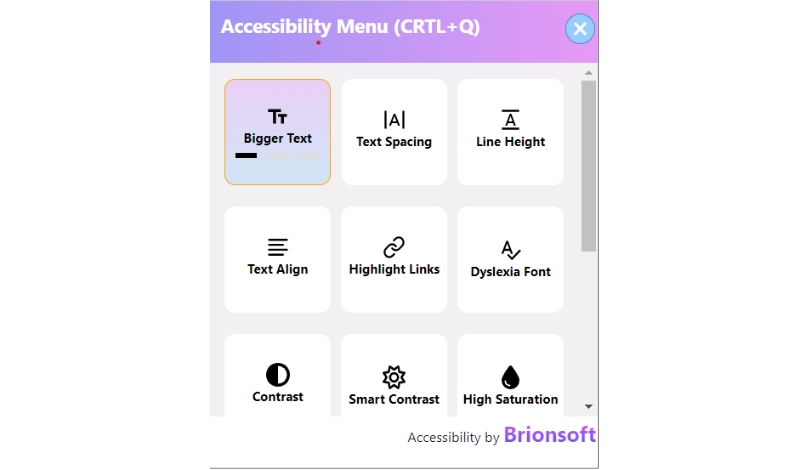 Accessibility Menu (CRTL+Q)
Bigger Text
Text Spacing
Line Height
Text Align
Highlight Links
Dyslexia Font
Contrast
Smart Contrast
High Saturation
Accessibility by Brionsoft